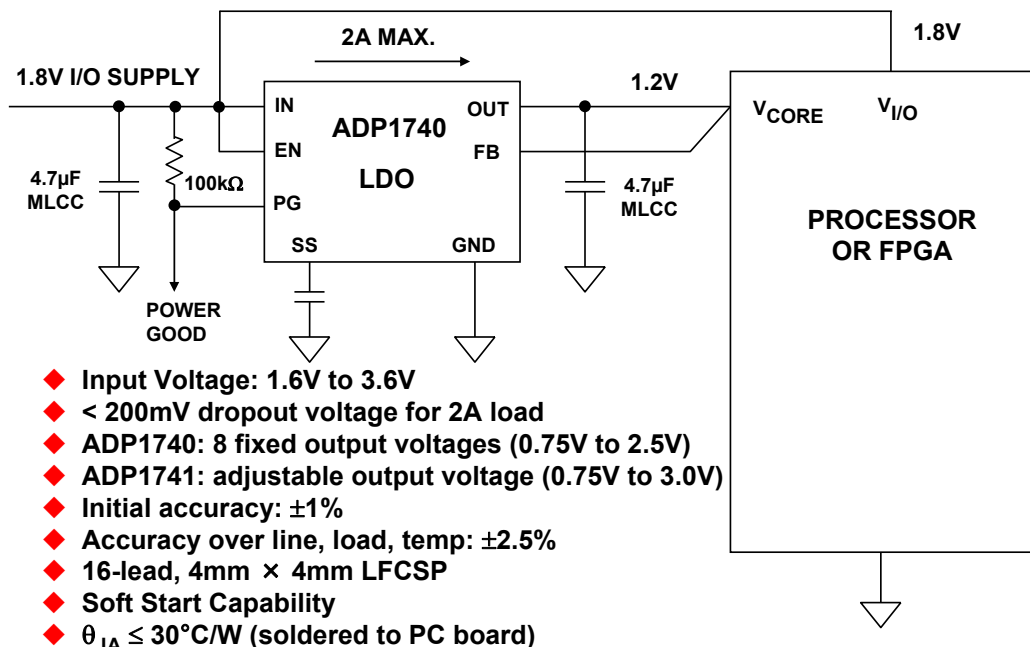 2A MAX.
1.8V
1.8V I/O SUPPLY
1.2V
IN
OUT
ADP1740
LDO
EN
FB
PG
SS
GND
4.7µF
MLCC
100kΩ
4.7µF
MLCC
POWER
GOOD
VCORE
VI/O
PROCESSOR
OR FPGA
◆ Input Voltage: 1.6V to 3.6V
◆ < 200mV dropout voltage for 2A load
◆ ADP1740: 8 fixed output voltages (0.75V to 2.5V)
◆ ADP1741: adjustable output voltage (0.75V to 3.0V)
◆ Initial accuracy: ±1%
◆ Accuracy over line, load, temp: ±2.5%
◆ 16-lead, 4mm × 4mm LFCSP
◆ Soft Start Capability
◆ θJA ≤ 30°C/W (soldered to PC board)